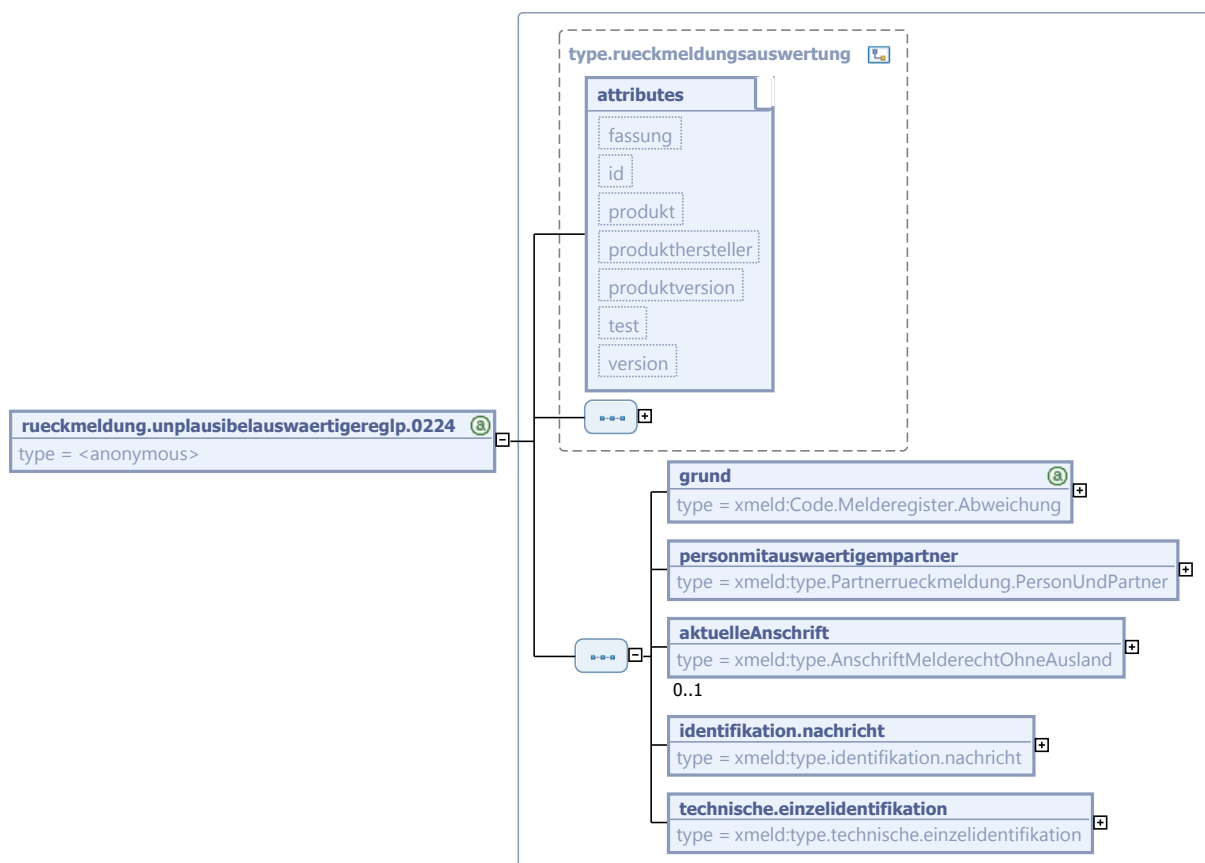 type.rueckmeldungsauswertung
attributes
fassung
id
produkt
produkthersteller
produktversion
test
version
rueckmeldung.unplausibelauswaertigereglp.0224
type = <anonymous>
grund
type = xmeld:Code.Melderegister.Abweichung
personmitauswaertigempartner
type = xmeld:type.Partnerrueckmeldung.PersonUndPartner
aktuelleAnschrift
type = xmeld:type.AnschriftMelderechtOhneAusland
0..1
identifikation.nachricht
type = xmeld:type.identifikation.nachricht
technische.einzelidentifikation
type = xmeld:type.technische.einzelidentifikation